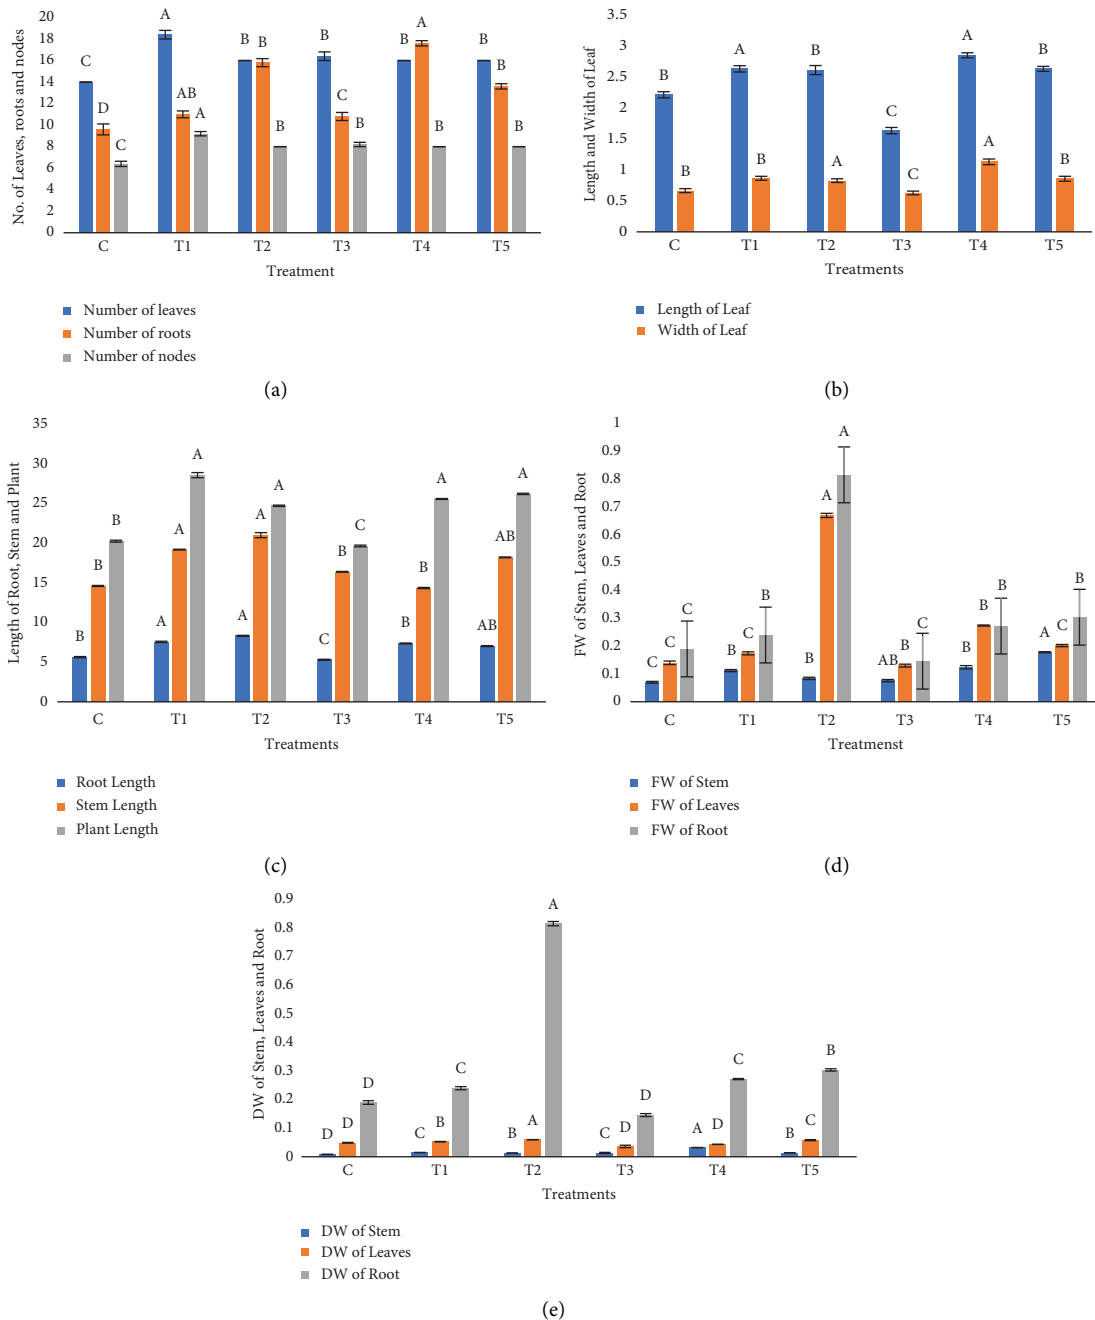 No. of Leaves, roots and nodes
20
18
16
14
12
10
8
6
4
2
0
C D C
A AB A
B B B
B C B
B A B
B B B
C T1 T2 T3 T4 T5
Treatment
Number of leaves
Number of roots
Number of nodes
(a)
Length and Width of Leaf
3.5
3
2.5
2
1.5
1
0.5
0
B B
A B
B A
C C
A A
B B
C T1 T2 T3 T4 T5
Treatments
Length of Leaf
Width of Leaf
(b)
Length of Root, Stem and Plant
35
30
25
20
15
10
5
0
B B B
A A A
A A A
C B C
B B A
AB AB A
C T1 T2 T3 T4 T5
Treatments
Root Length
Stem Length
Plant Length
(c)
FW of Stem, Leaves and Root
1
0.9
0.8
0.7
0.6
0.5
0.4
0.3
0.2
0.1
0
C C C
B C B
B A A
AB B C
B B B
A C B
C T1 T2 T3 T4 T5
Treatmenst
FW of Stem
FW of Leaves
FW of Root
(d)
DW of Stem, Leaves and Root
0.9
0.8
0.7
0.6
0.5
0.4
0.3
0.2
0.1
0
D D D
C B C
B A A
C D D
A D C
B C B
C T1 T2 T3 T4 T5
Treatments
DW of Stem
DW of Leaves
DW of Root
(e)